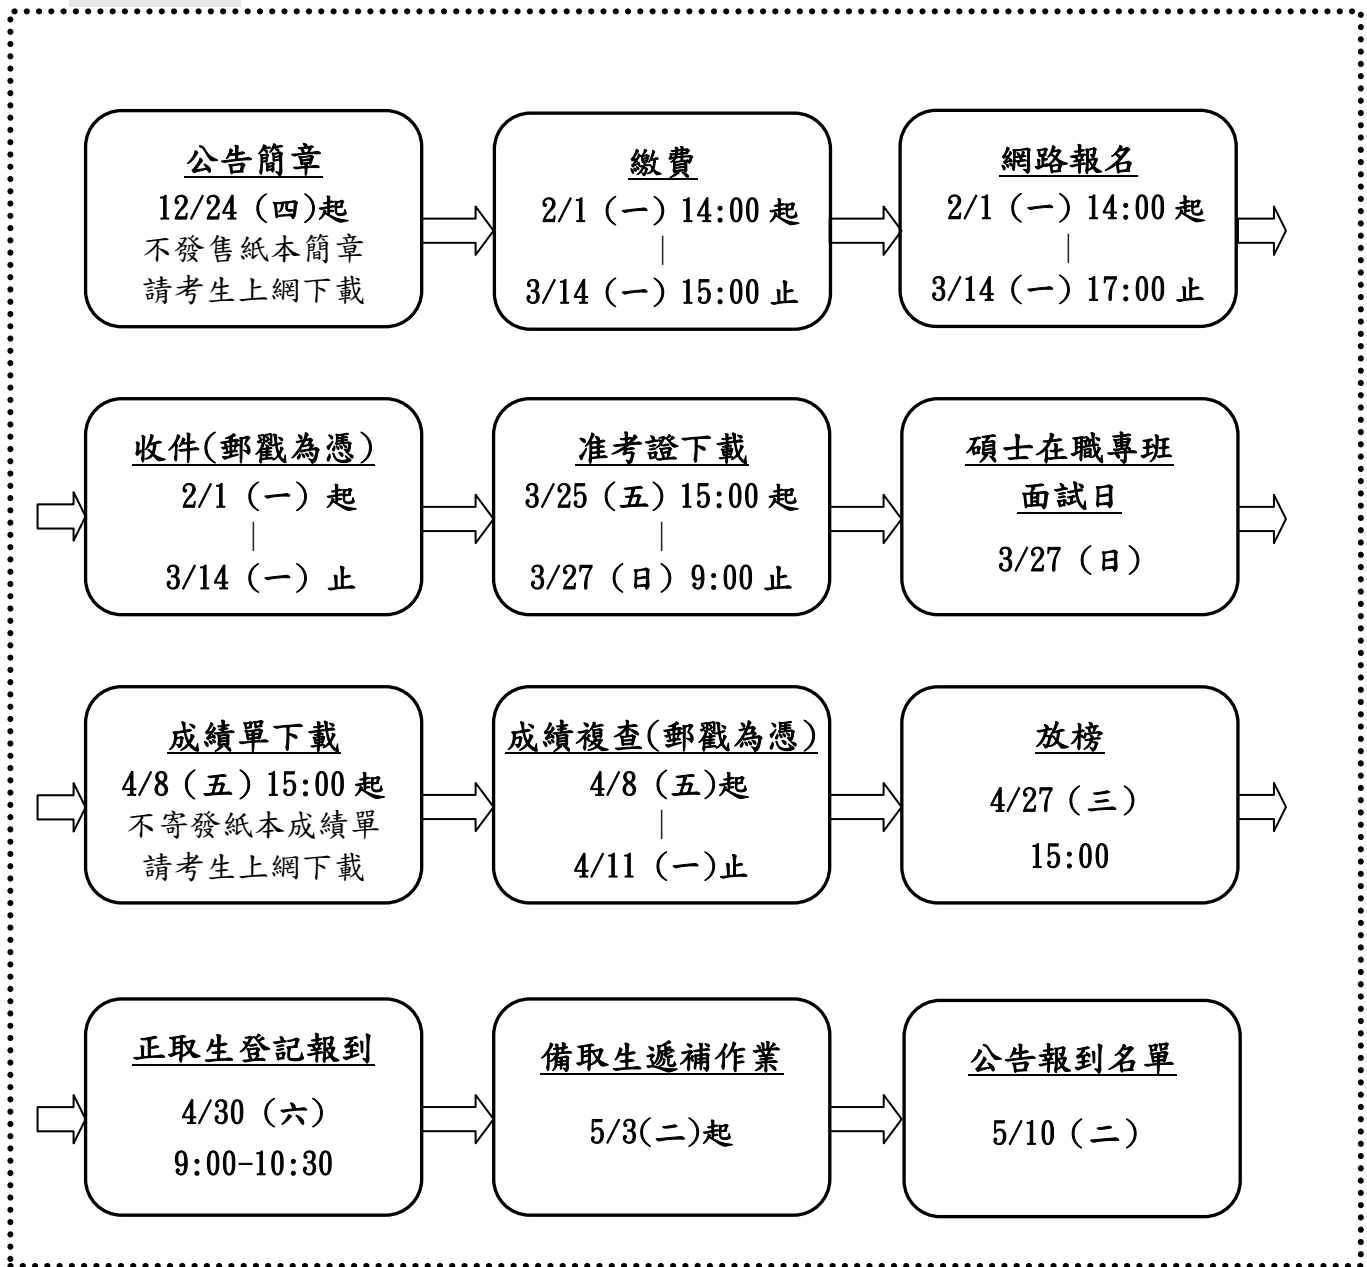 公告簡章
12/24（四)起
不發售紙本簡章
請考生上網下載
繳費
2/1（一）14:00 起
|
3/14（一）15:00 止
網路報名
2/1（一）14:00 起
|
3/14（一）17:00 止
收件(郵戳為憑)
2/1（一）起
|
3/14（一）止
准考證下載
3/25（五）15:00 起
|
3/27（日）9:00 止
碩士在職專班
面試日
3/27（日）
成績單下載
4/8（五）15:00 起
不寄發紙本成績單
請考生上網下載
成績複查(郵戳為憑)
4/8（五)起
|
4/11（一)止
放榜
4/27（三）
15:00
正取生登記報到
4/30（六）
9:00-10:30
備取生遞補作業
5/3(二)起
公告報到名單
5/10（二）